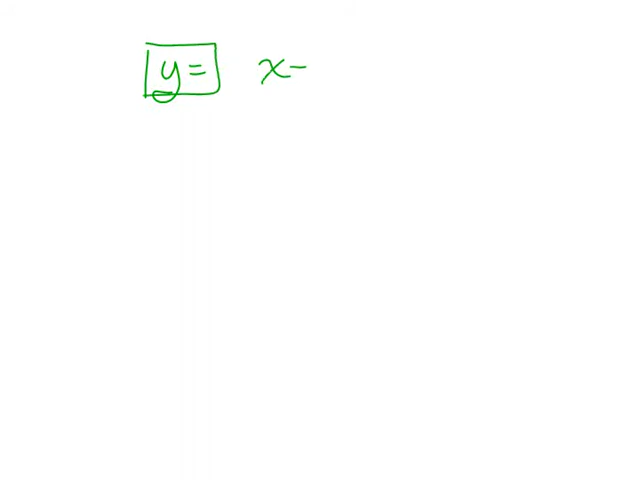 y= x-